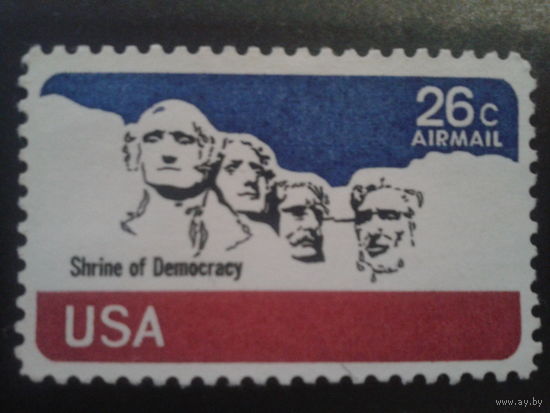 26c
AIRMAIL
Shrine of Democracy
USA
www.ay.by